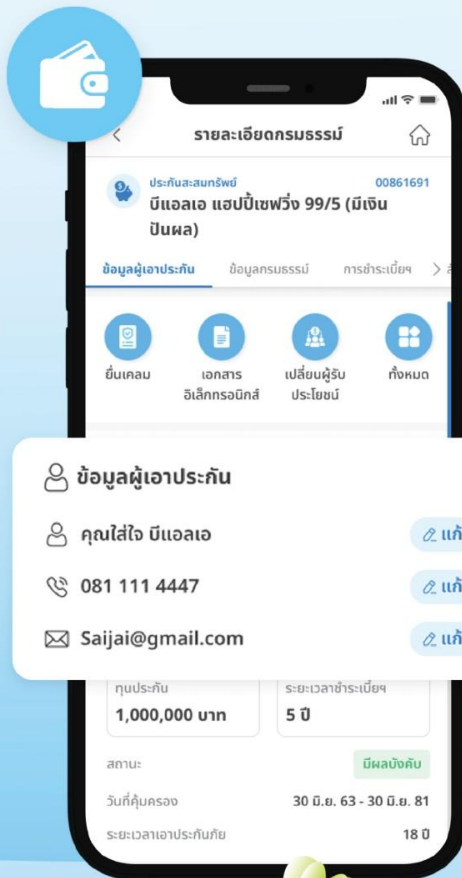 รายละเอียดกรมธรรม์
ประกันสะสมทรัพย์ 00861691
บีแอลเอ แฮปปี้เซฟวิ่ง 99/5 (มีเงิน
ปันผล)
ข้อมูลผู้เอาประกัน ข้อมูลกรมธรรม์ การชำระเบี้ยฯ
ยื่นเคลม เอกสาร เปลี่ยนผู้รับ ทั้งหมด
อิเล็กทรอนิกส์ ประโยชน์
ข้อมูลผู้เอาประกัน
คุณใส่ใจ บีแอลเอ แก้
081 111 4447 แก้
Saijai@gmail.com แก้
ทุนประกัน ระยะเวลาชำระเบี้ยฯ
1,000,000 บาท 5 ปี
สถานะ: มีผลบังคับ
วันที่คุ้มครอง 30 มิ.ย. 63 - 30 มิ.ย. 81
ระยะเวลาเอาประกันภัย 18 ปี